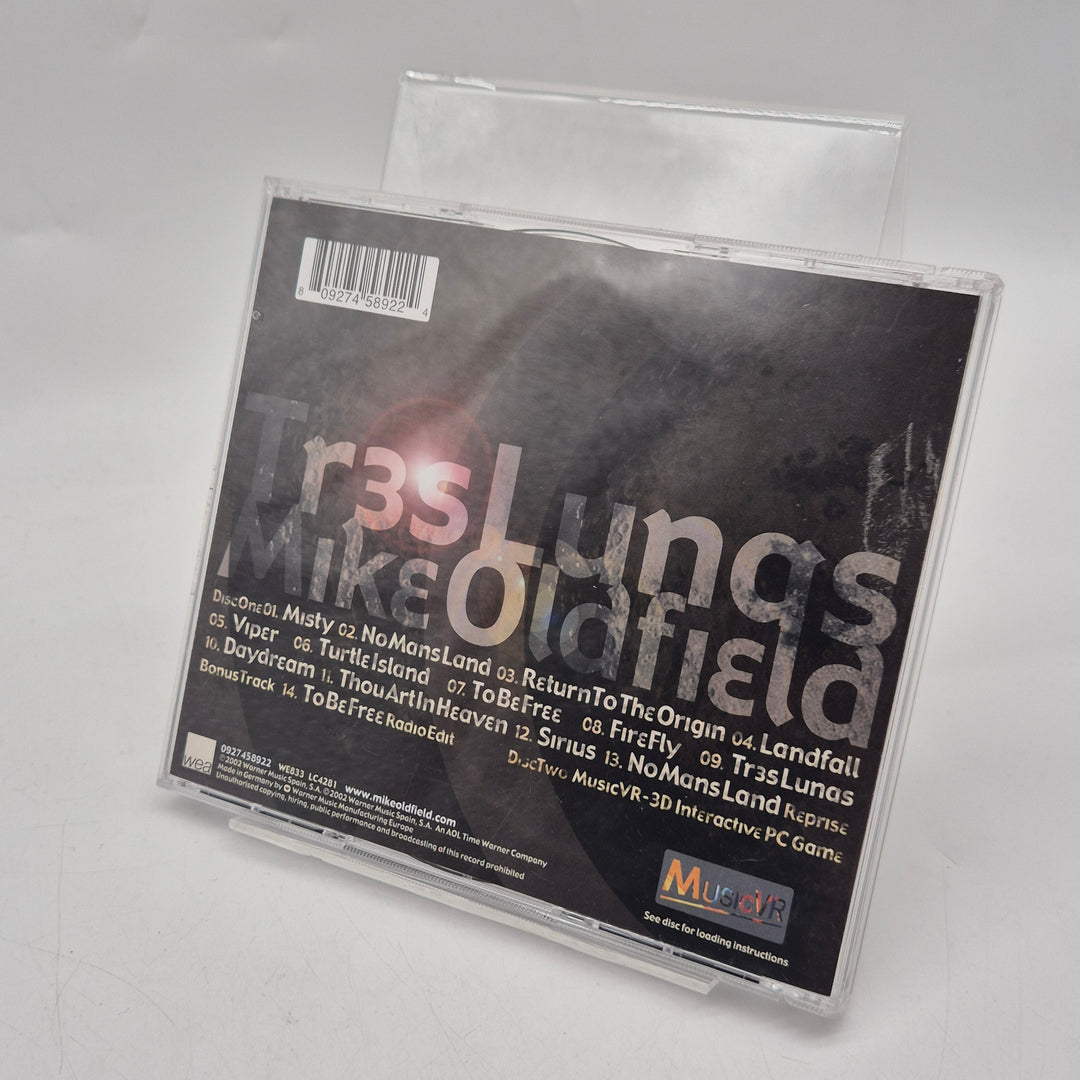 8 09274 58922 4
Tr3sLunas
MikeOldfield
DiscOne01. Misty 02. NoMansLand 03. ReturnToTheOrigin 04. Landfall
05. Viper 06. TurtleIsland 07. ToBeFree 08. FireFly 09. Tr3sLunas
10. Daydream 11. ThouArtInHeaven 12. Sirius 13. NoMansLand Reprise
BonusTrack 14. ToBeFree RadioEdit
DiscTwo MusicVR-3D Interactive PC Game
wea
0927458922 WE833 LC4281 www.mikeoldfield.com
©2002 Warner Music Spain, S.A. ©2002 Warner Music Spain, S.A. An AOL Time Warner Company
Made in Germany by Warner Music Manufacturing Europe
Unauthorised copying, hiring, public performance and broadcasting of this record prohibited
MusicVR
See disc for loading instructions